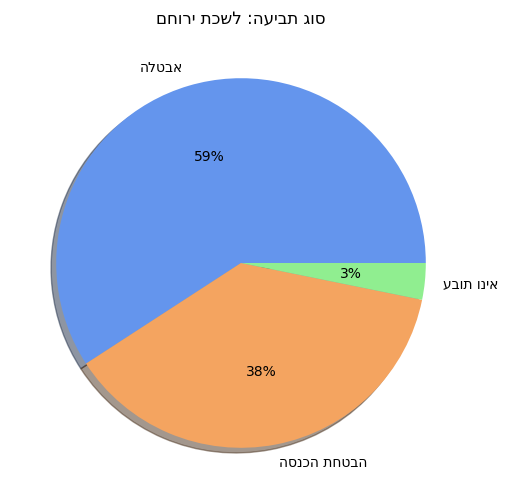 סוג תביעה: לשכת ירוחם
אבטלה
59%
3%
אינו תובע
38%
הבטחת הכנסה